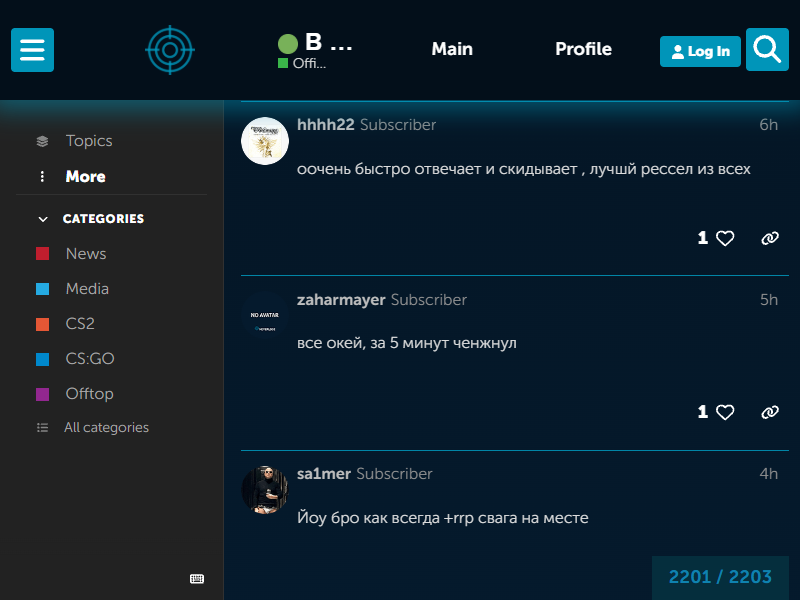 B ...
Offi...
Main
Profile
Log In
Topics
More
CATEGORIES
News
Media
CS2
CS:GO
Offtop
All categories
hhhh22 Subscriber 6h
оочень быстро отвечает и скидывает , лучшй рессел из всех
1
zaharmayer Subscriber 5h
NO AVATAR
все окей, за 5 минут ченжнул
1
sa1mer Subscriber 4h
Йоу бро как всегда +rrp свага на месте
2201 / 2203